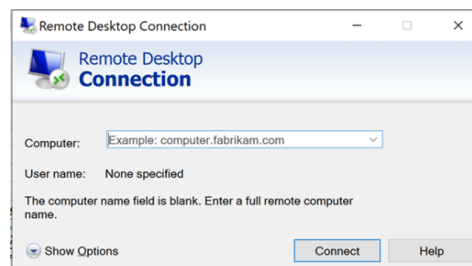 Remote Desktop Connection
Remote Desktop
Connection
Computer: Example: computer.fabrikam.com
User name: None specified
The computer name field is blank. Enter a full remote computer
name.
Show Options Connect Help